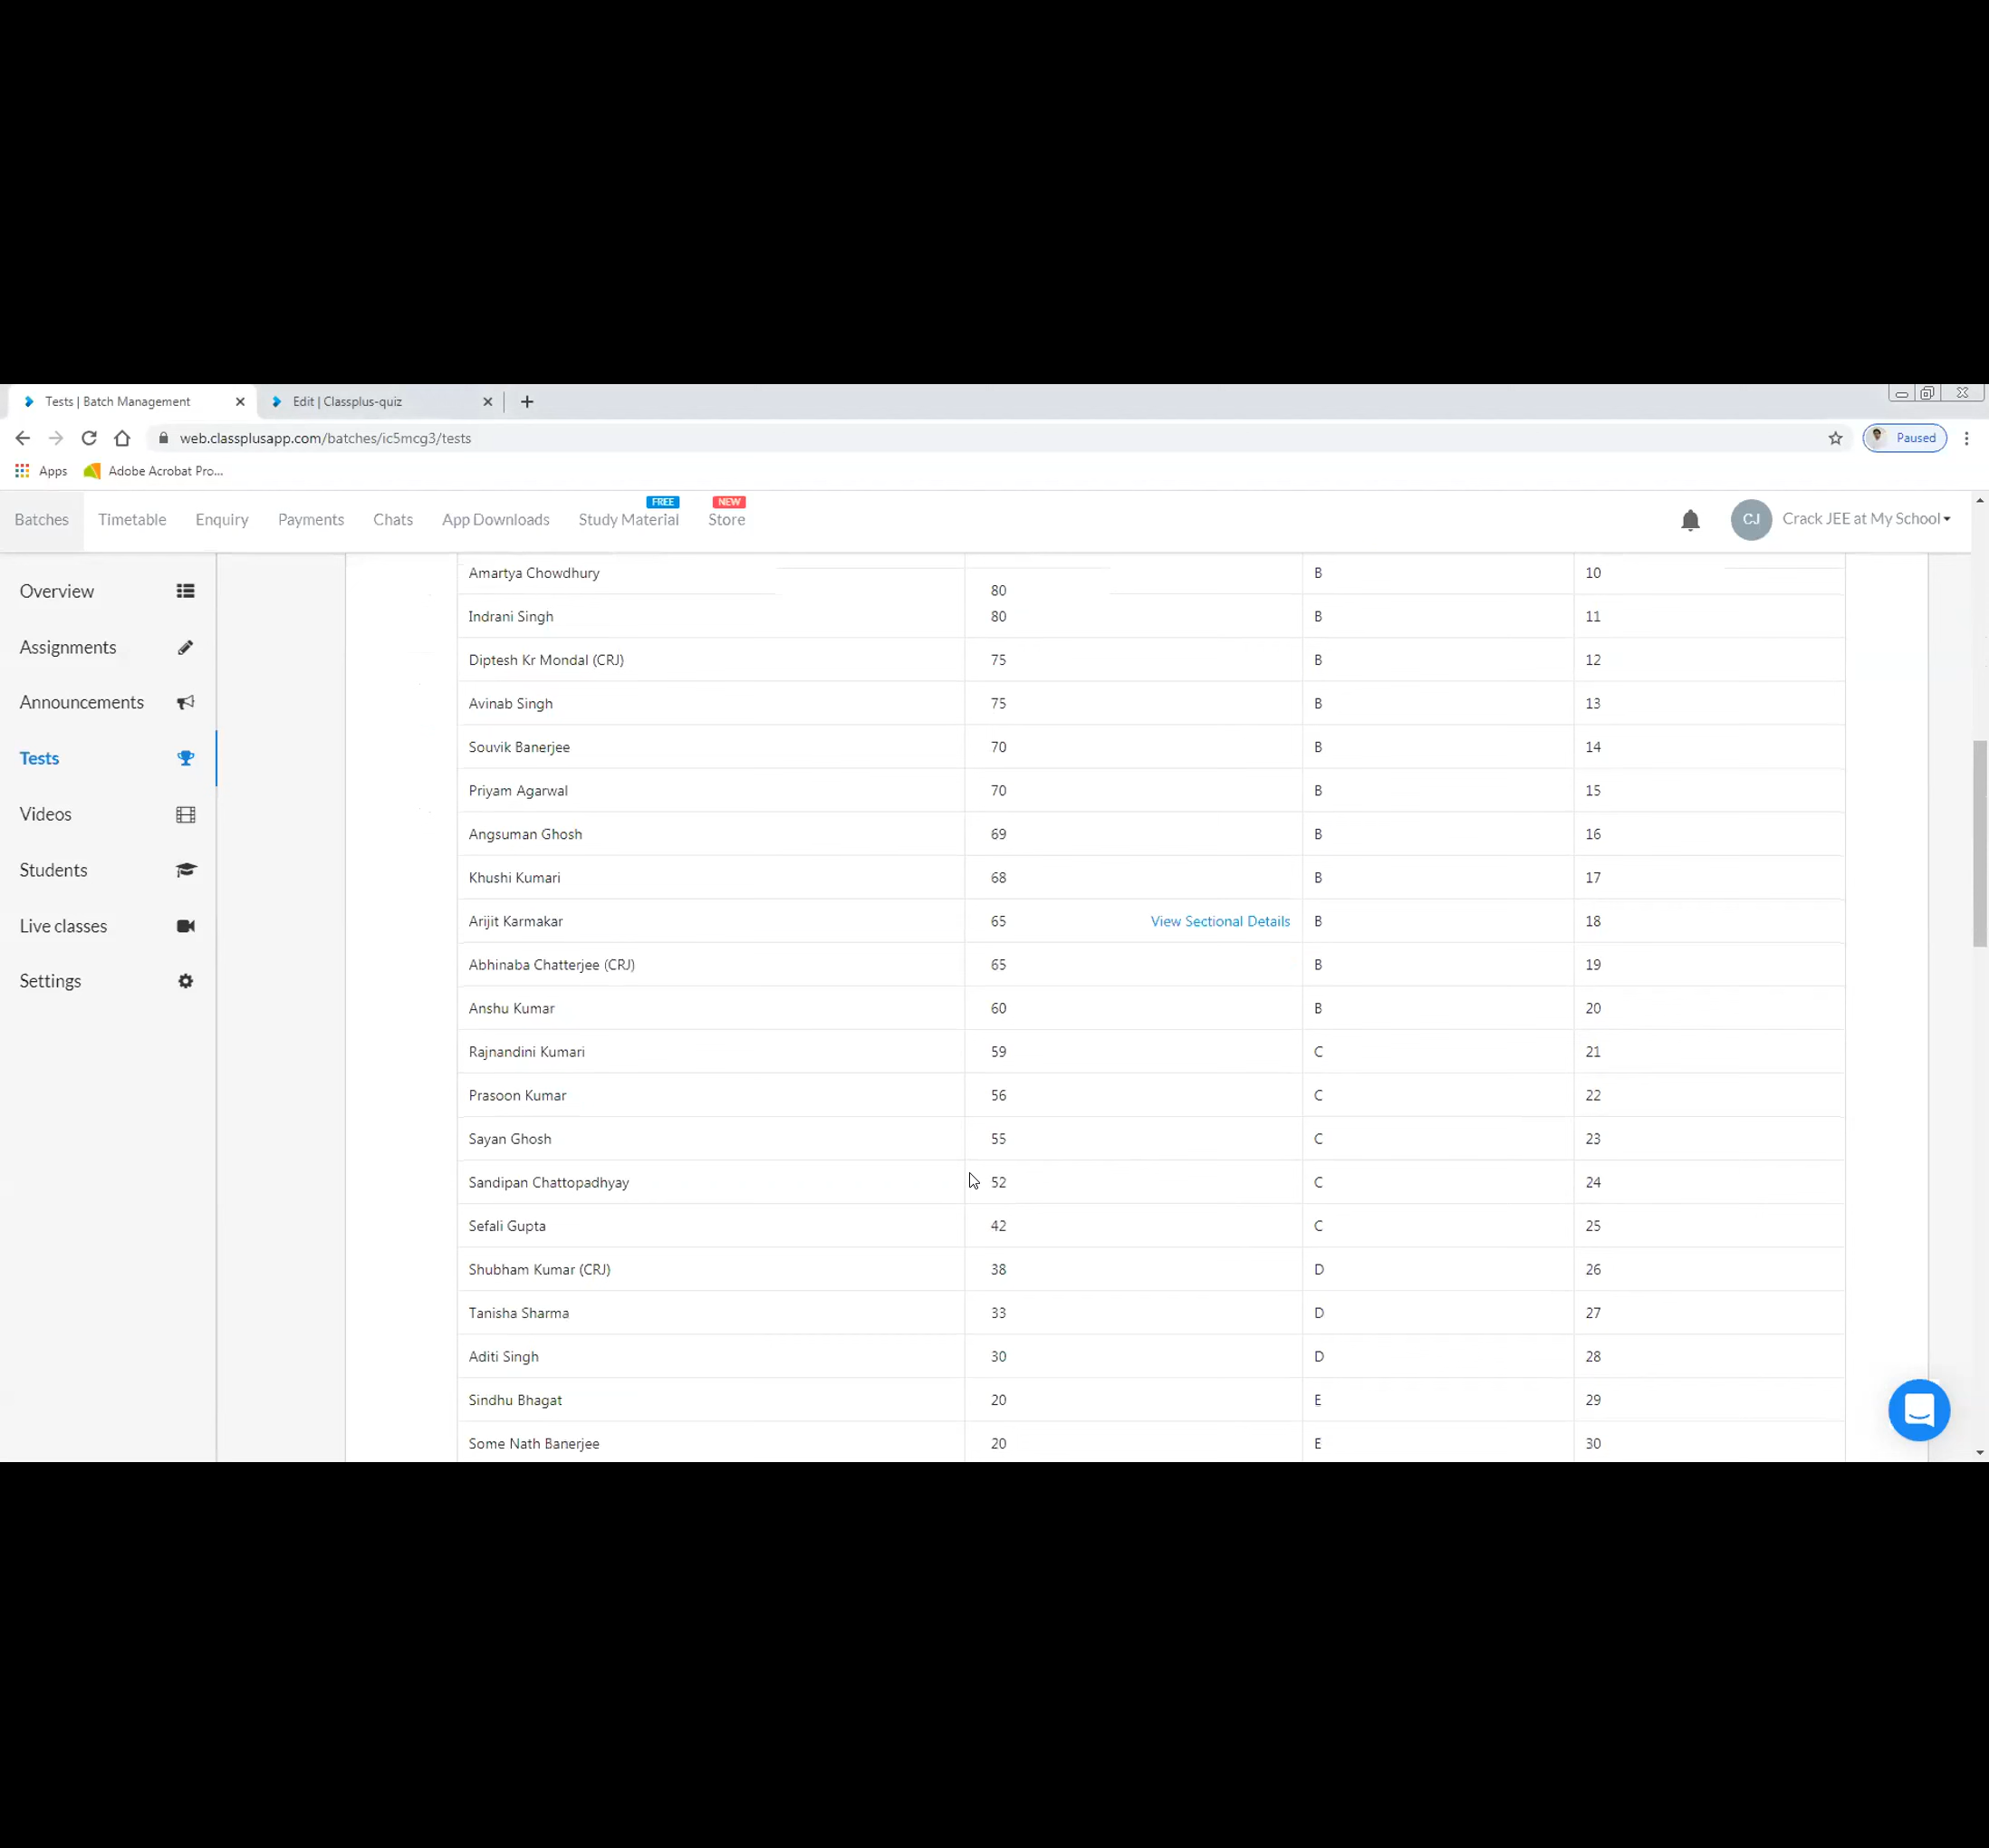 Tests | Batch Management
Edit | Classplus-quiz
web.classplusapp.com/batches/ic5mcg3/tests
Paused
Apps
Adobe Acrobat Pro...
FREE
NEW
Batches Timetable Enquiry Payments Chats App Downloads Study Material Store
CJ Crack JEE at My School
Overview
Assignments
Announcements
Tests
Videos
Students
Live classes
Settings
Amartya Chowdhury 80 B 10
Indrani Singh 80 B 11
Diptesh Kr Mondal (CRJ) 75 B 12
Avinab Singh 75 B 13
Souvik Banerjee 70 B 14
Priyam Agarwal 70 B 15
Angsuman Ghosh 69 B 16
Khushi Kumari 68 B 17
Arijit Karmakar 65 View Sectional Details B 18
Abhinaba Chatterjee (CRJ) 65 B 19
Anshu Kumar 60 B 20
Rajnandini Kumari 59 C 21
Prasoon Kumar 56 C 22
Sayan Ghosh 55 C 23
Sandipan Chattopadhyay 52 C 24
Sefali Gupta 42 C 25
Shubham Kumar (CRJ) 38 D 26
Tanisha Sharma 33 D 27
Aditi Singh 30 D 28
Sindhu Bhagat 20 E 29
Some Nath Banerjee 20 E 30